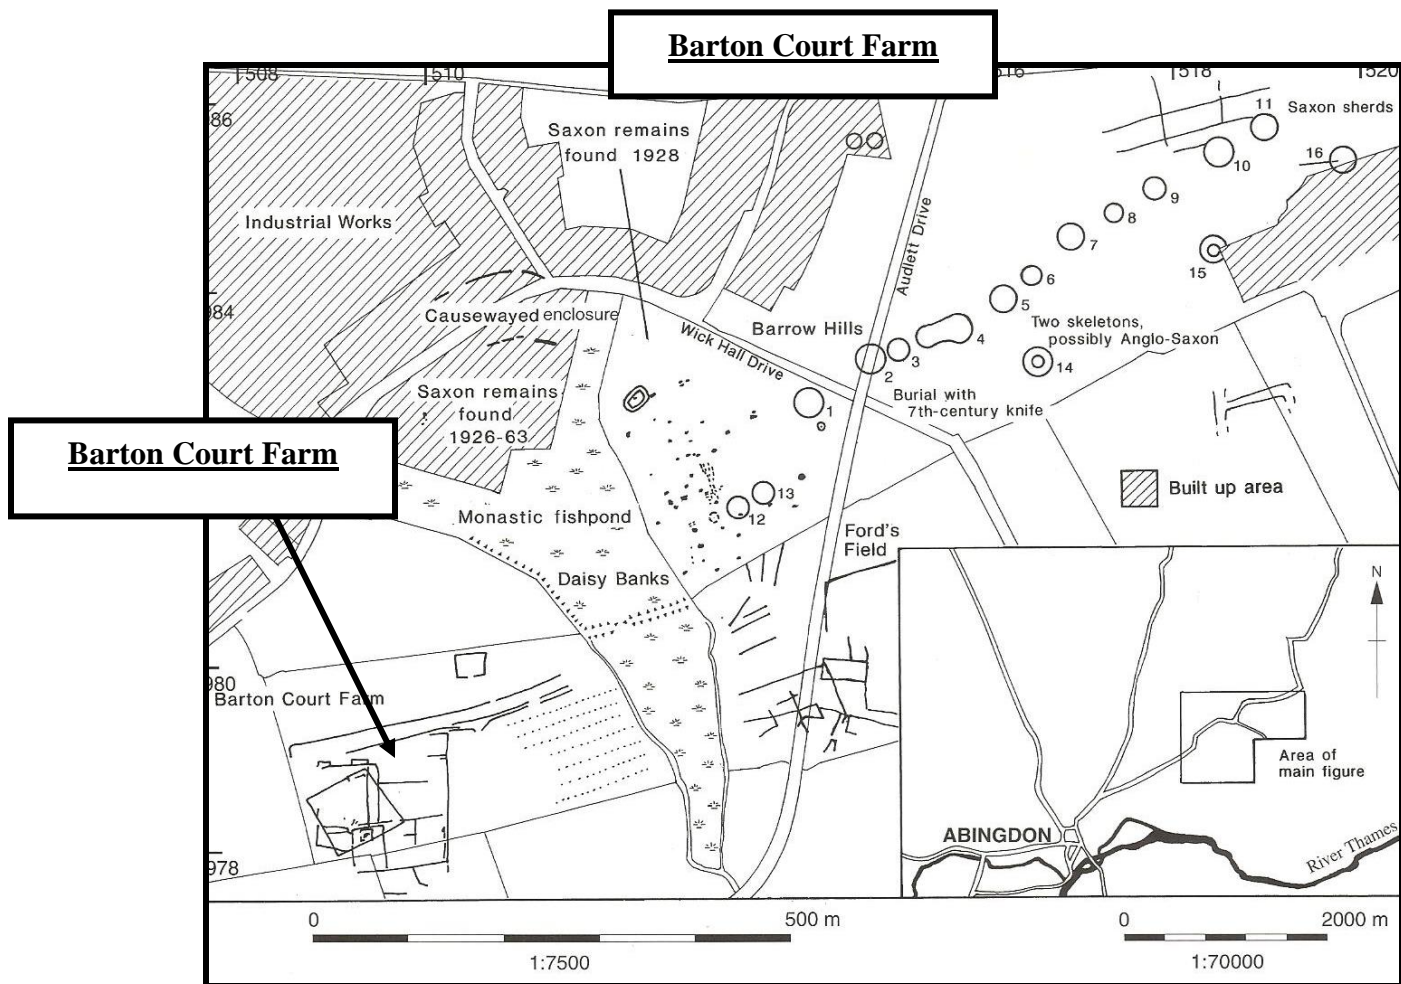 Barton Court Farm
508
510
516
518
520
86
Saxon remains
found 1928
11
Saxon sherds
10
16
Industrial Works
9
8
7
Audlett Drive
15
6
984
Causewayed enclosure
5
Barrow Hills
Wick Hall Drive
4
Two skeletons,
possibly Anglo-Saxon
3
2
14
Saxon remains
found
1926-63
1
Burial with
7th-century knife
Barton Court Farm
Built up area
13
12
Monastic fishpond
Ford's
Field
Daisy Banks
N
980
Barton Court Farm
Area of
main figure
ABINGDON
River Thames
978
0
500 m
1:7500
0
2000 m
1:70000